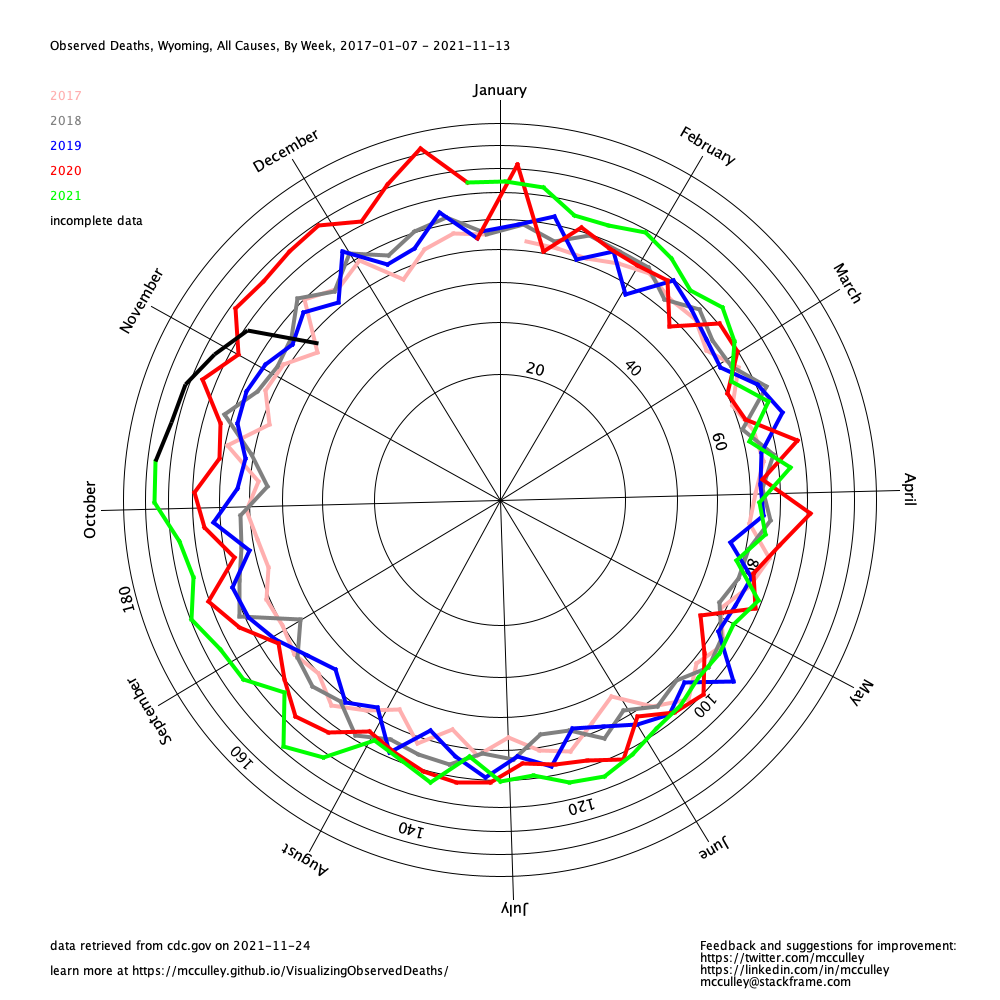 Observed Deaths, Wyoming, All Causes, By Week, 2017-01-07 - 2021-11-13
2017
2018
2019
2020
2021
incomplete data
January
February
March
April
May
June
July
August
September
October
November
December
20
40
60
80
100
120
140
160
180
data retrieved from cdc.gov on 2021-11-24
learn more at https://mcculley.github.io/VisualizingObservedDeaths/
Feedback and suggestions for improvement:
https://twitter.com/mcculley
https://linkedin.com/in/mcculley
mcculley@stackframe.com